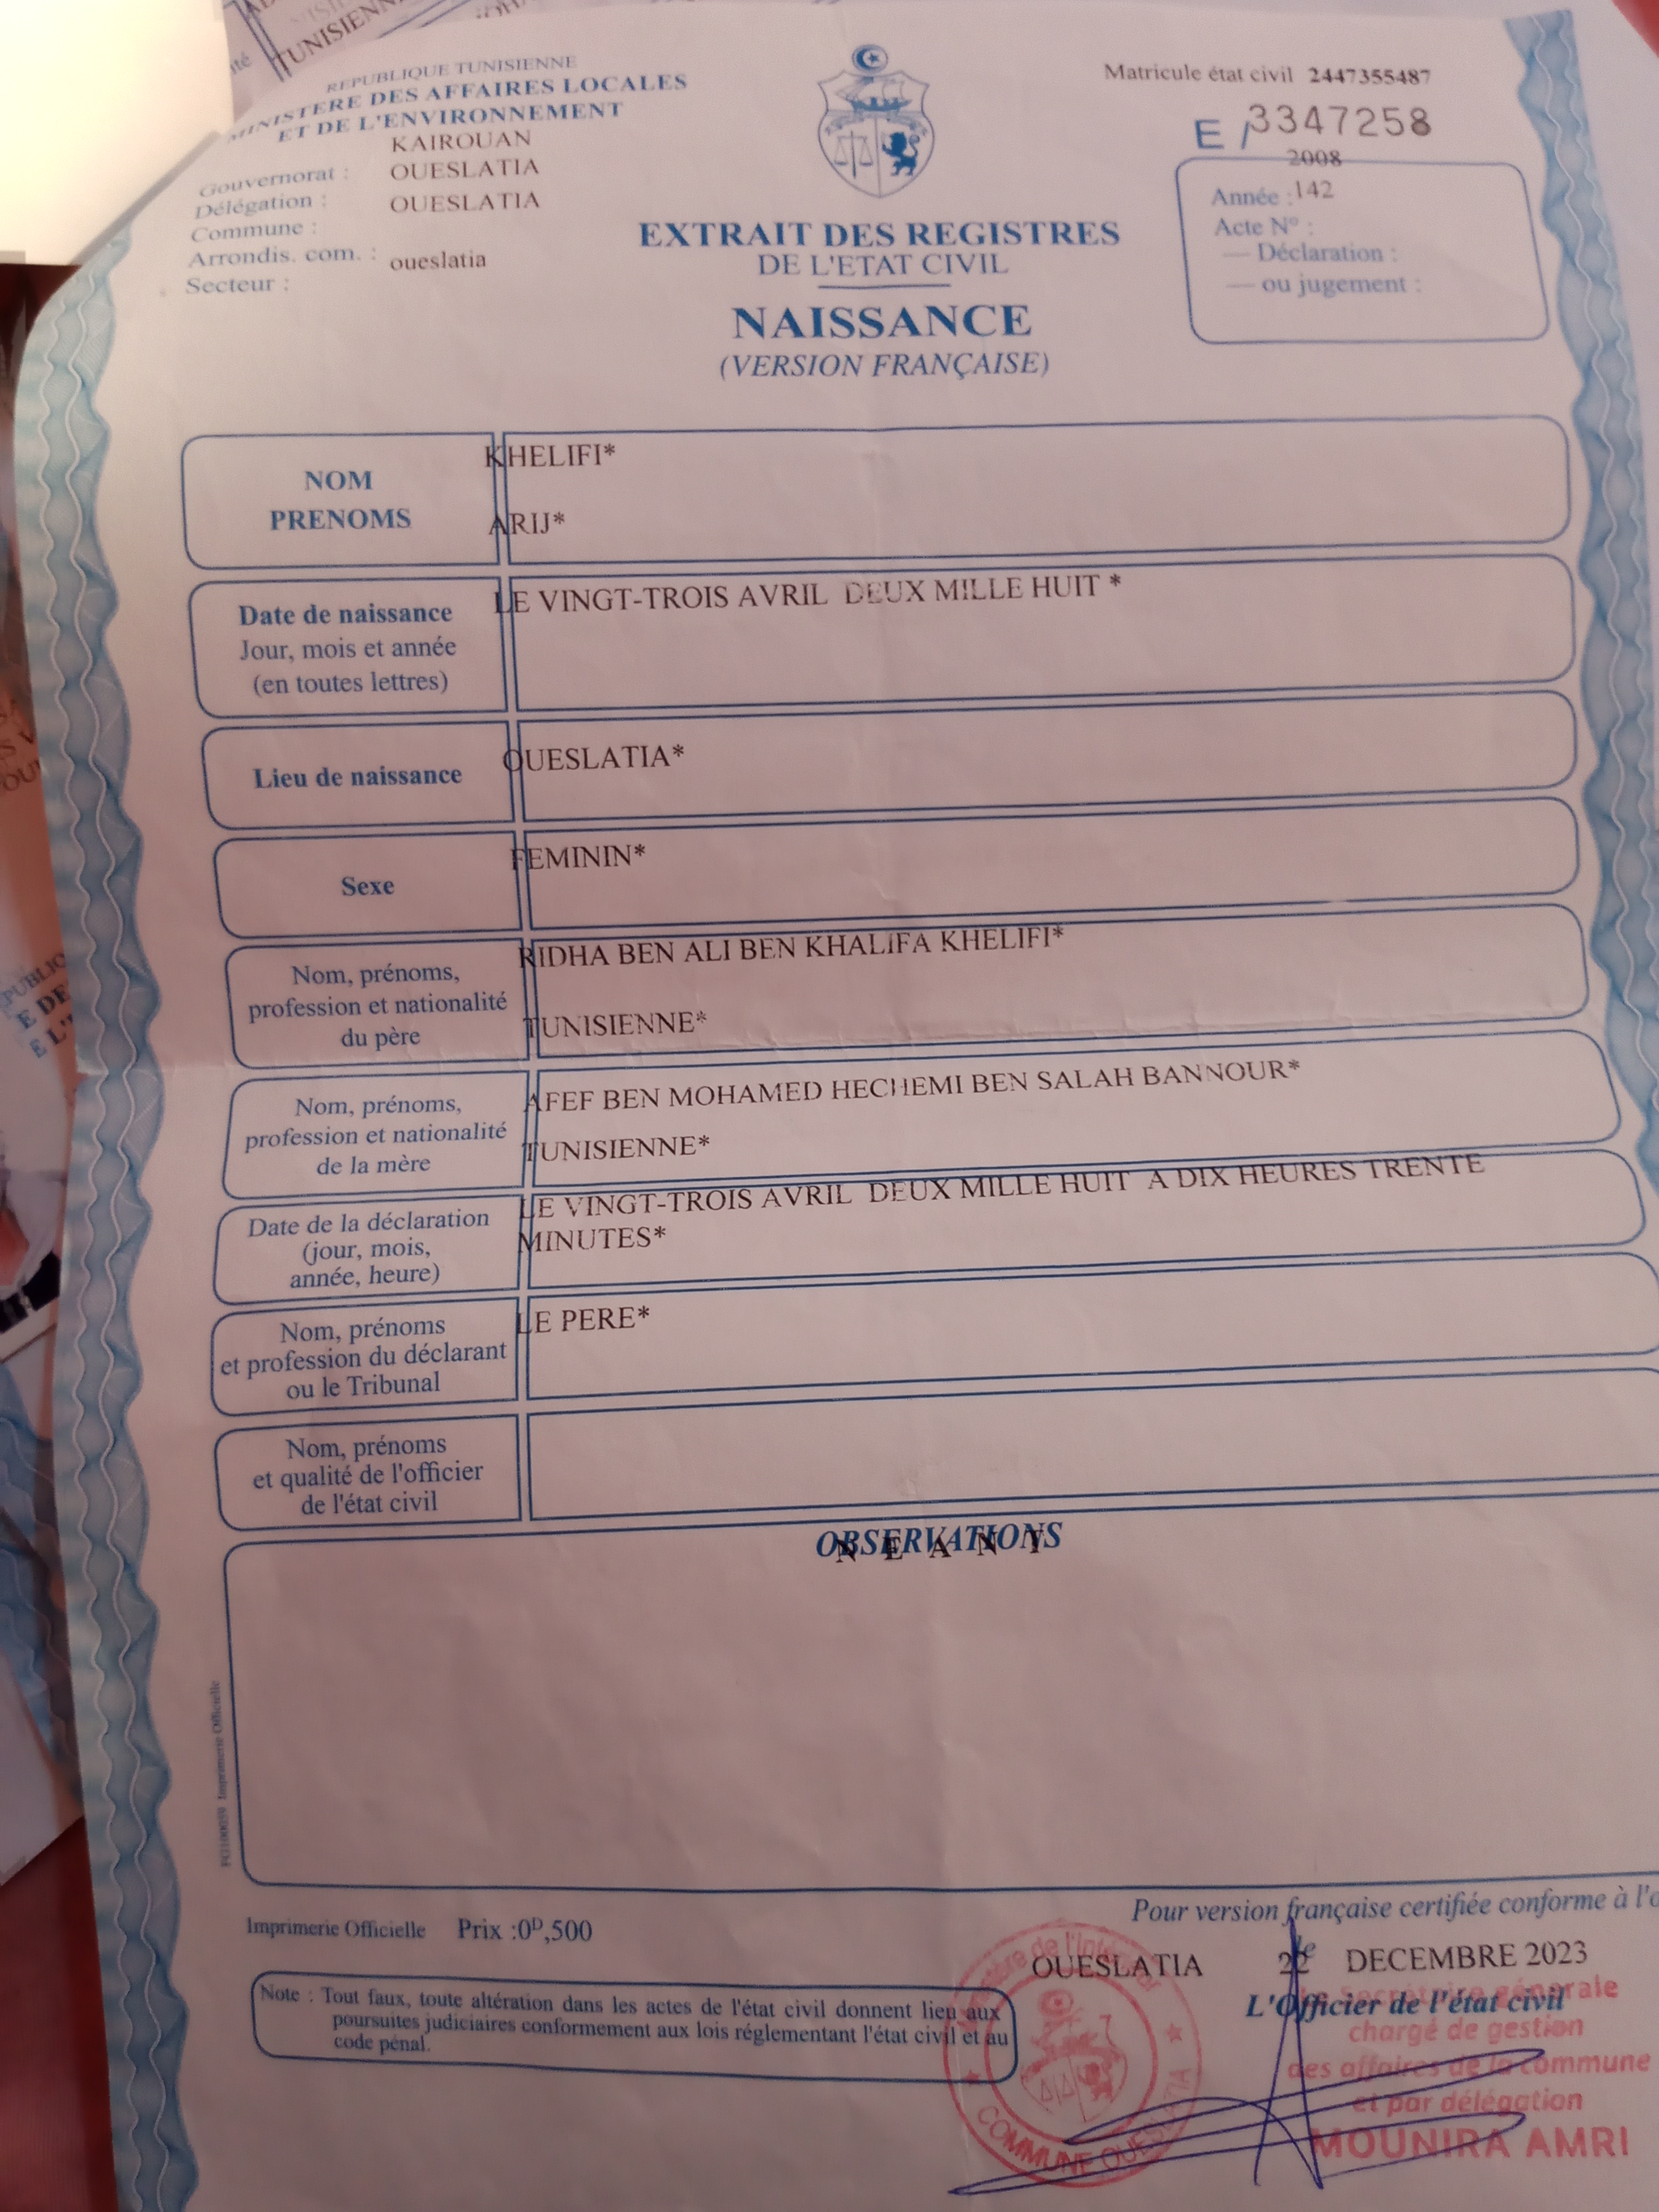 REPUBLIQUE TUNISIENNE
MINISTERE DES AFFAIRES LOCALES
ET DE L'ENVIRONNEMENT
KAIROUAN
Gouvernorat : OUESLATIA
Délégation : OUESLATIA
Commune :
Arrondis. com. : oueslatia
Secteur :
Matricule état civil 2447355487
E / 3347258
2008
Année : 142
Acte N° :
— Déclaration :
— ou jugement :
EXTRAIT DES REGISTRES
DE L'ETAT CIVIL
NAISSANCE
(VERSION FRANÇAISE)
NOM
PRENOMS
KHELIFI*
ARIJ*
Date de naissance
Jour, mois et année
(en toutes lettres)
LE VINGT-TROIS AVRIL DEUX MILLE HUIT *
Lieu de naissance
OUESLATIA*
Sexe
FEMININ*
Nom, prénoms,
profession et nationalité
du père
RIDHA BEN ALI BEN KHALIFA KHELIFI*
TUNISIENNE*
Nom, prénoms,
profession et nationalité
de la mère
AFEF BEN MOHAMED HECHEMI BEN SALAH BANNOUR*
TUNISIENNE*
Date de la déclaration
(jour, mois,
année, heure)
LE VINGT-TROIS AVRIL DEUX MILLE HUIT A DIX HEURES TRENTE
MINUTES*
Nom, prénoms
et profession du déclarant
ou le Tribunal
LE PERE*
Nom, prénoms
et qualité de l'officier
de l'état civil
OBSERVATIONS
N E A N T
Imprimerie Officielle
Imprimerie Officielle Prix :0ᴰ,500
Note : Tout faux, toute altération dans les actes de l'état civil donnent lieu aux
poursuites judiciaires conformement aux lois réglementant l'état civil et au
code pénal.
Pour version française certifiée conforme à l'o
OUESLATIA le 22 DECEMBRE 2023
L'Officier de l'état civil
Secrétaire générale
chargé de gestion
des affaires de la commune
et par délégation
MOUNIRA AMRI
Ministère de l'Intérieur
COMMUNE OUESLATIA